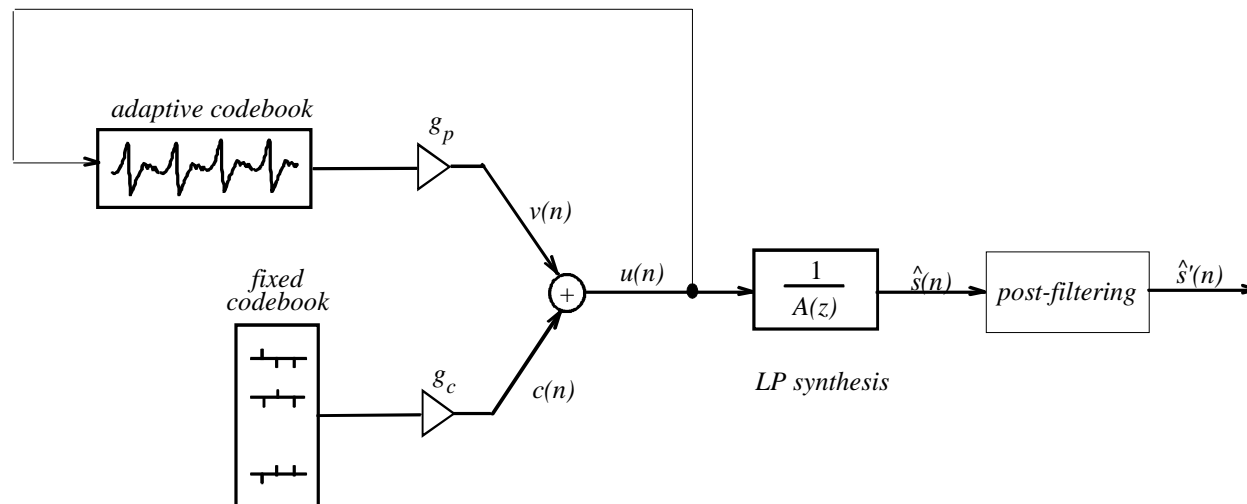 adaptive codebook
g_p
v(n)
fixed
codebook
g_c
c(n)
+
u(n)
1
A(z)
LP synthesis
ŝ(n)
post-filtering
ŝ'(n)